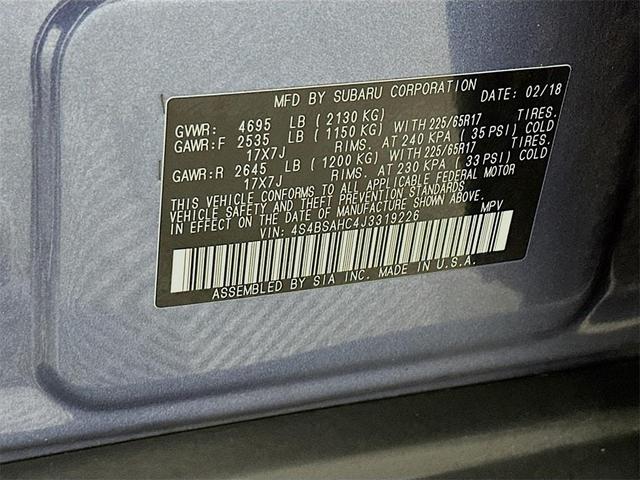 MFD BY SUBARU CORPORATION DATE: 02/18
GVWR: 4695 LB ( 2130 KG)
GAWR:F 2535 LB ( 1150 KG) WITH 225/65R17 TIRES.
17X7J RIMS. AT 240 KPA ( 35 PSI) COLD
GAWR:R 2645 LB ( 1200 KG) WITH 225/65R17 TIRES.
17X7J RIMS. AT 230 KPA ( 33 PSI) COLD
THIS VEHICLE CONFORMS TO ALL APPLICABLE FEDERAL MOTOR
VEHICLE SAFETY AND THEFT PREVENTION STANDARDS
IN EFFECT ON THE DATE OF MANUFACTURE SHOWN ABOVE.
VIN: 4S4BSAHC4J3319226 MPV
ASSEMBLED BY SIA INC. MADE IN U.S.A.